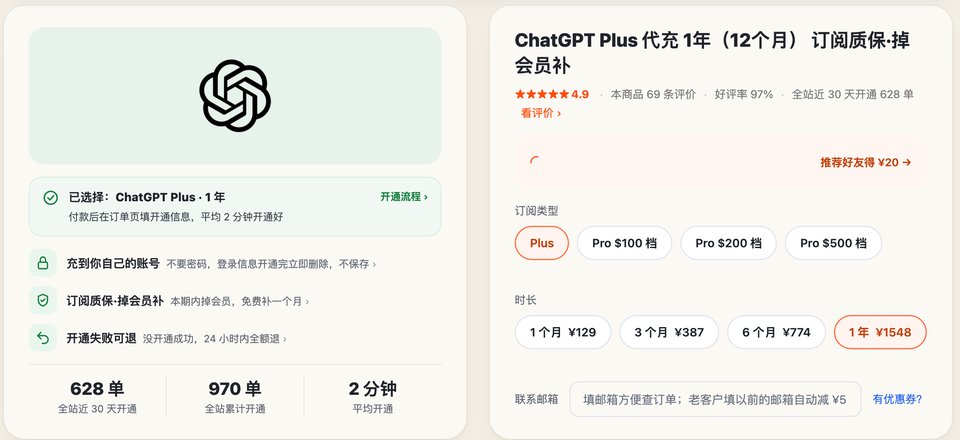 已选择：ChatGPT Plus · 1 年
开通流程 ›
付款后在订单页填开通信息，平均 2 分钟开通好
充到你自己的账号 不要密码，登录信息开通完立即删除，不保存 ›
订阅质保·掉会员补 本期内掉会员，免费补一个月 ›
开通失败可退 没开通成功，24 小时内全额退 ›
628 单
全站近 30 天开通
970 单
全站累计开通
2 分钟
平均开通
ChatGPT Plus 代充 1年（12个月） 订阅质保·掉
会员补
★★★★★ 4.9 · 本商品 69 条评价 · 好评率 97% · 全站近 30 天开通 628 单
看评价 ›
推荐好友得 ¥20 →
订阅类型
Plus
Pro $100 档
Pro $200 档
Pro $500 档
时长
1 个月 ¥129
3 个月 ¥387
6 个月 ¥774
1 年 ¥1548
联系邮箱
填邮箱方便查订单；老客户填以前的邮箱自动减 ¥5
有优惠券?